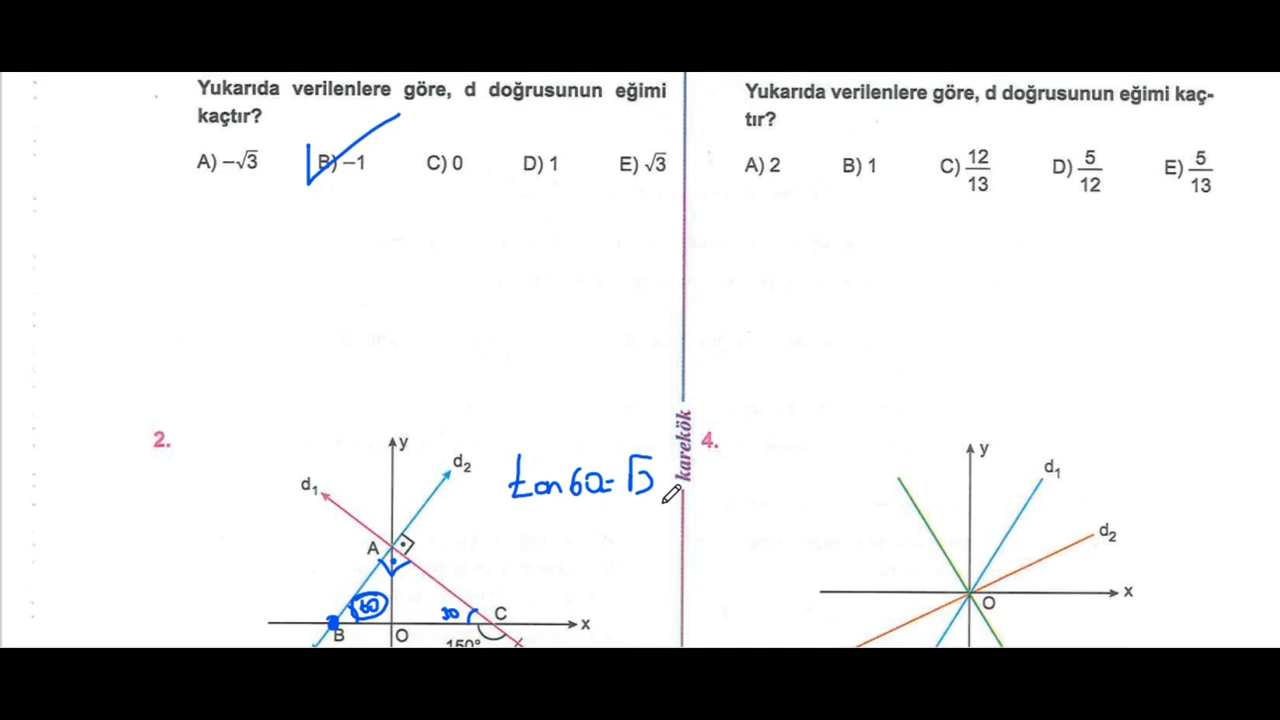 Yukarıda verilenlere göre, d doğrusunun eğimi
kaçtır?
A) –√3 B) –1 C) 0 D) 1 E) √3
2.
y
d₂
d₁
tan60=√3
A
60
30
C
x
B
O
150°
karekök
Yukarıda verilenlere göre, d doğrusunun eğimi kaç-
tır?
A) 2 B) 1 C) 12/13 D) 5/12 E) 5/13
4.
y
d₁
d₂
x
O